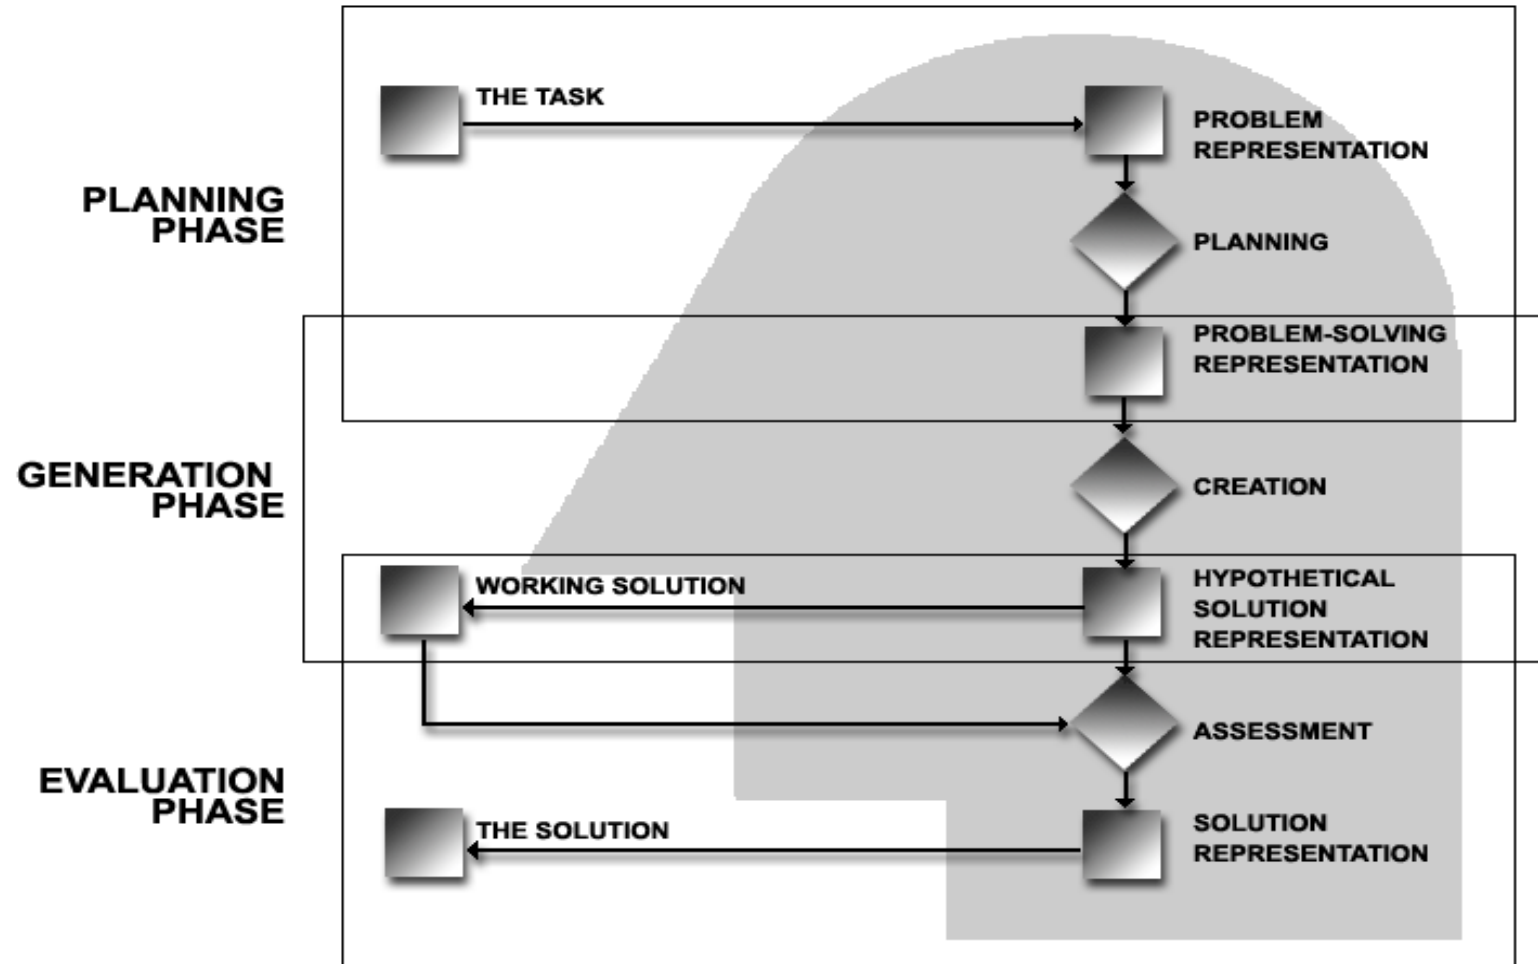 THE TASK
PROBLEM
REPRESENTATION
PLANNING
PHASE
PLANNING
PROBLEM-SOLVING
REPRESENTATION
GENERATION
PHASE
CREATION
WORKING SOLUTION
HYPOTHETICAL
SOLUTION
REPRESENTATION
ASSESSMENT
EVALUATION
PHASE
THE SOLUTION
SOLUTION
REPRESENTATION